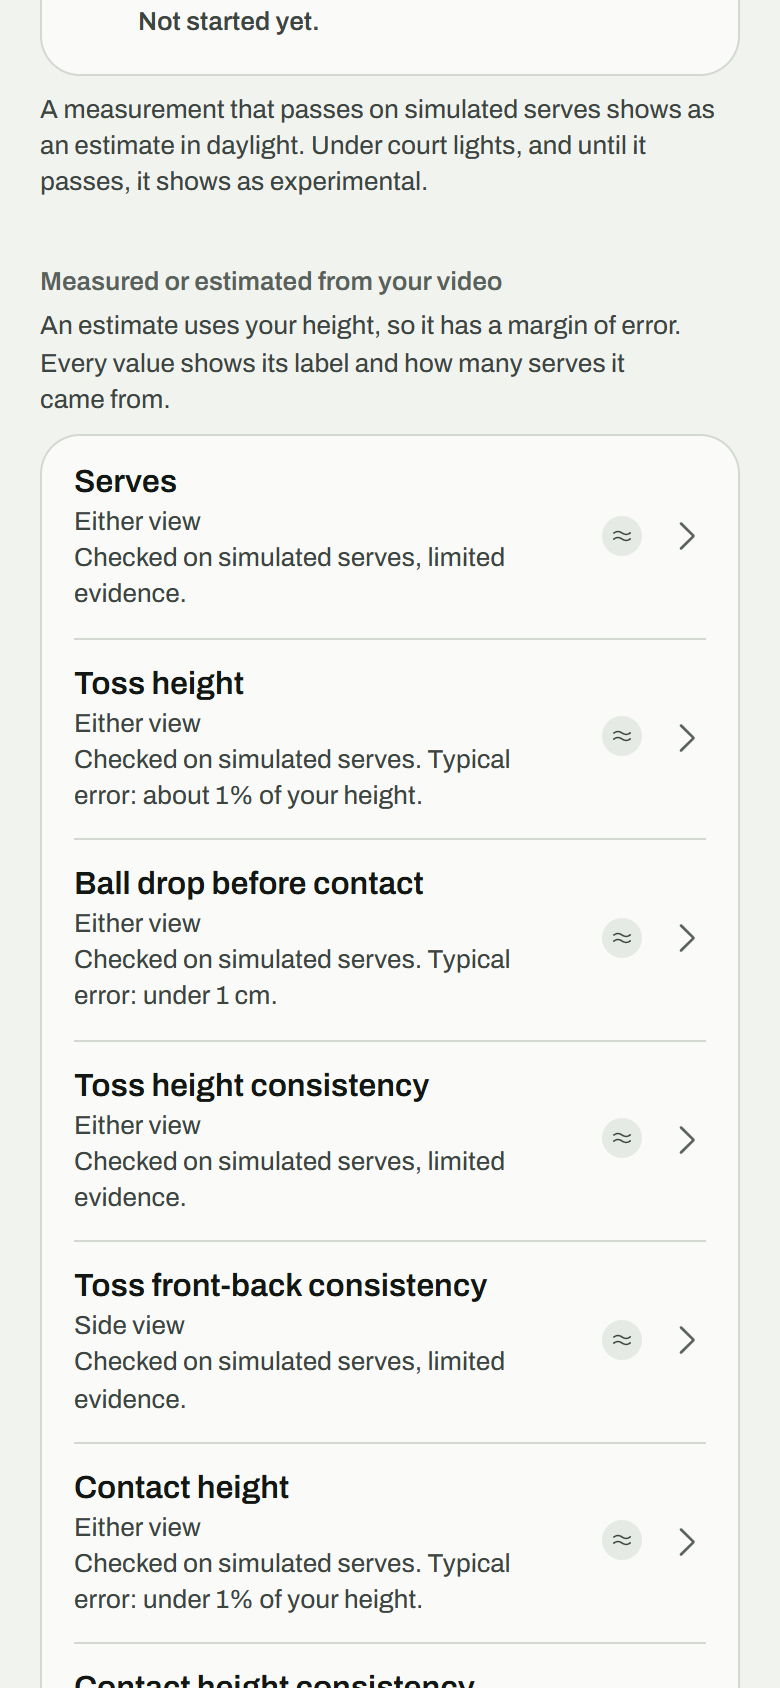 Not started yet.
A measurement that passes on simulated serves shows as
an estimate in daylight. Under court lights, and until it
passes, it shows as experimental.
Measured or estimated from your video
An estimate uses your height, so it has a margin of error.
Every value shows its label and how many serves it
came from.
Serves
Either view
Checked on simulated serves, limited
evidence.
≈
Toss height
Either view
Checked on simulated serves. Typical
error: about 1% of your height.
≈
Ball drop before contact
Either view
Checked on simulated serves. Typical
error: under 1 cm.
≈
Toss height consistency
Either view
Checked on simulated serves, limited
evidence.
≈
Toss front-back consistency
Side view
Checked on simulated serves, limited
evidence.
≈
Contact height
Either view
Checked on simulated serves. Typical
error: under 1% of your height.
≈
Contact height consistency